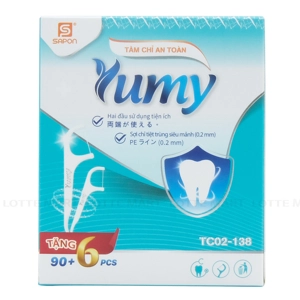 SAPON
TĂM CHỈ AN TOÀN
Yumy
Hai đầu sử dụng tiện ích
両端が使える。
Sợi chỉ tiệt trùng siêu mảnh (0.2 mm)
PE ライン (0.2 mm)
TẶNG
90+6 PCS
TC02-138
LOTTE